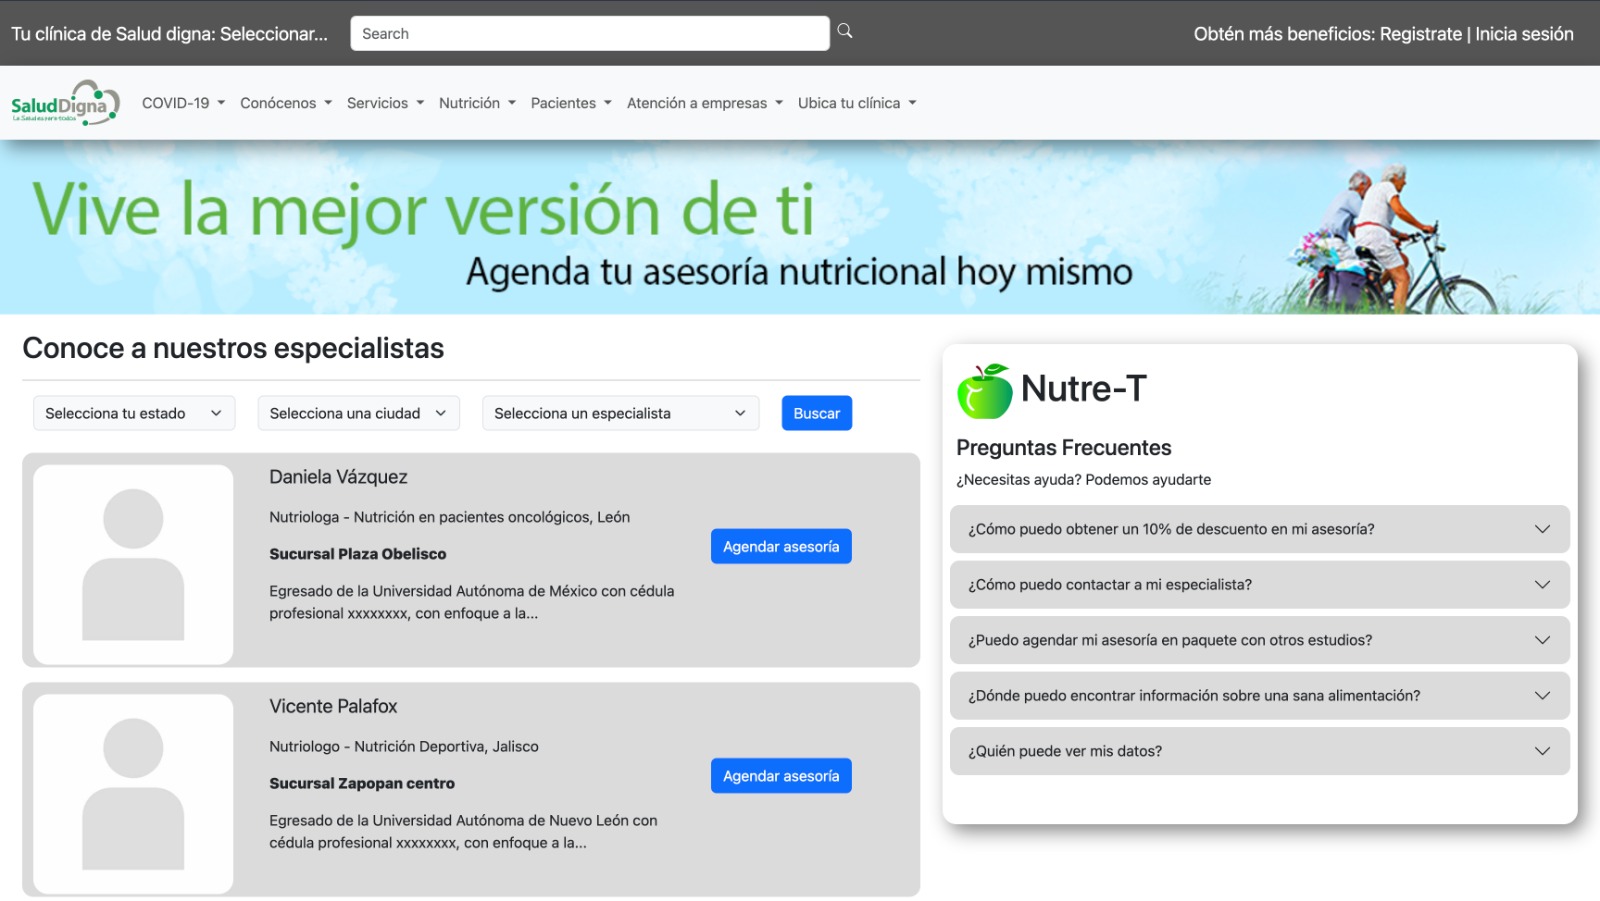 Tu clínica de Salud digna: Seleccionar...
Search
Obtén más beneficios: Registrate | Inicia sesión
SaludDigna
La Salud es para todos
COVID-19
Conócenos
Servicios
Nutrición
Pacientes
Atención a empresas
Ubica tu clínica
Vive la mejor versión de ti
Agenda tu asesoría nutricional hoy mismo
Conoce a nuestros especialistas
Selecciona tu estado
Selecciona una ciudad
Selecciona un especialista
Buscar
Daniela Vázquez
Nutriologa - Nutrición en pacientes oncológicos, León
Sucursal Plaza Obelisco
Egresado de la Universidad Autónoma de México con cédula
profesional xxxxxxxx, con enfoque a la...
Agendar asesoría
Vicente Palafox
Nutriologo - Nutrición Deportiva, Jalisco
Sucursal Zapopan centro
Egresado de la Universidad Autónoma de Nuevo León con
cédula profesional xxxxxxxx, con enfoque a la...
Agendar asesoría
Nutre-T
Preguntas Frecuentes
¿Necesitas ayuda? Podemos ayudarte
¿Cómo puedo obtener un 10% de descuento en mi asesoría?
¿Cómo puedo contactar a mi especialista?
¿Puedo agendar mi asesoría en paquete con otros estudios?
¿Dónde puedo encontrar información sobre una sana alimentación?
¿Quién puede ver mis datos?